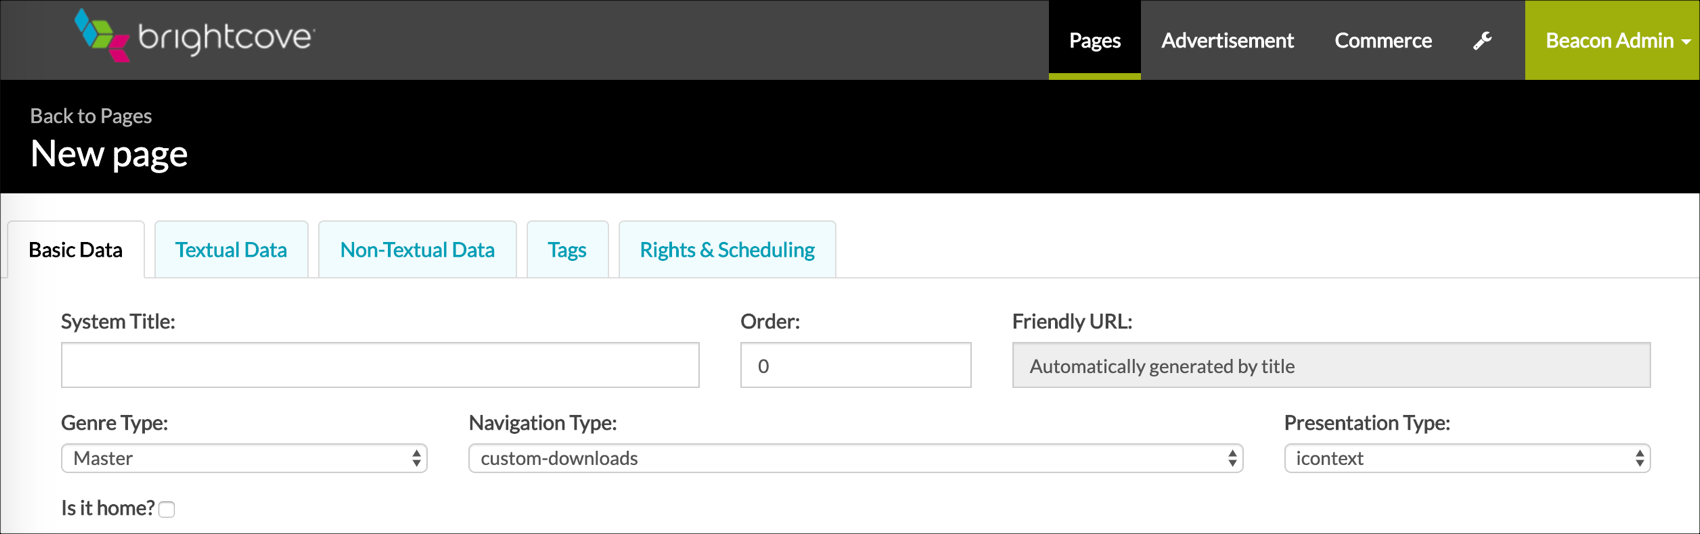 brightcove
Pages Advertisement Commerce Beacon Admin
Back to Pages
New page
Basic Data Textual Data Non-Textual Data Tags Rights & Scheduling
System Title: Order: Friendly URL:
0 Automatically generated by title
Genre Type: Navigation Type: Presentation Type:
Master custom-downloads icontext
Is it home?